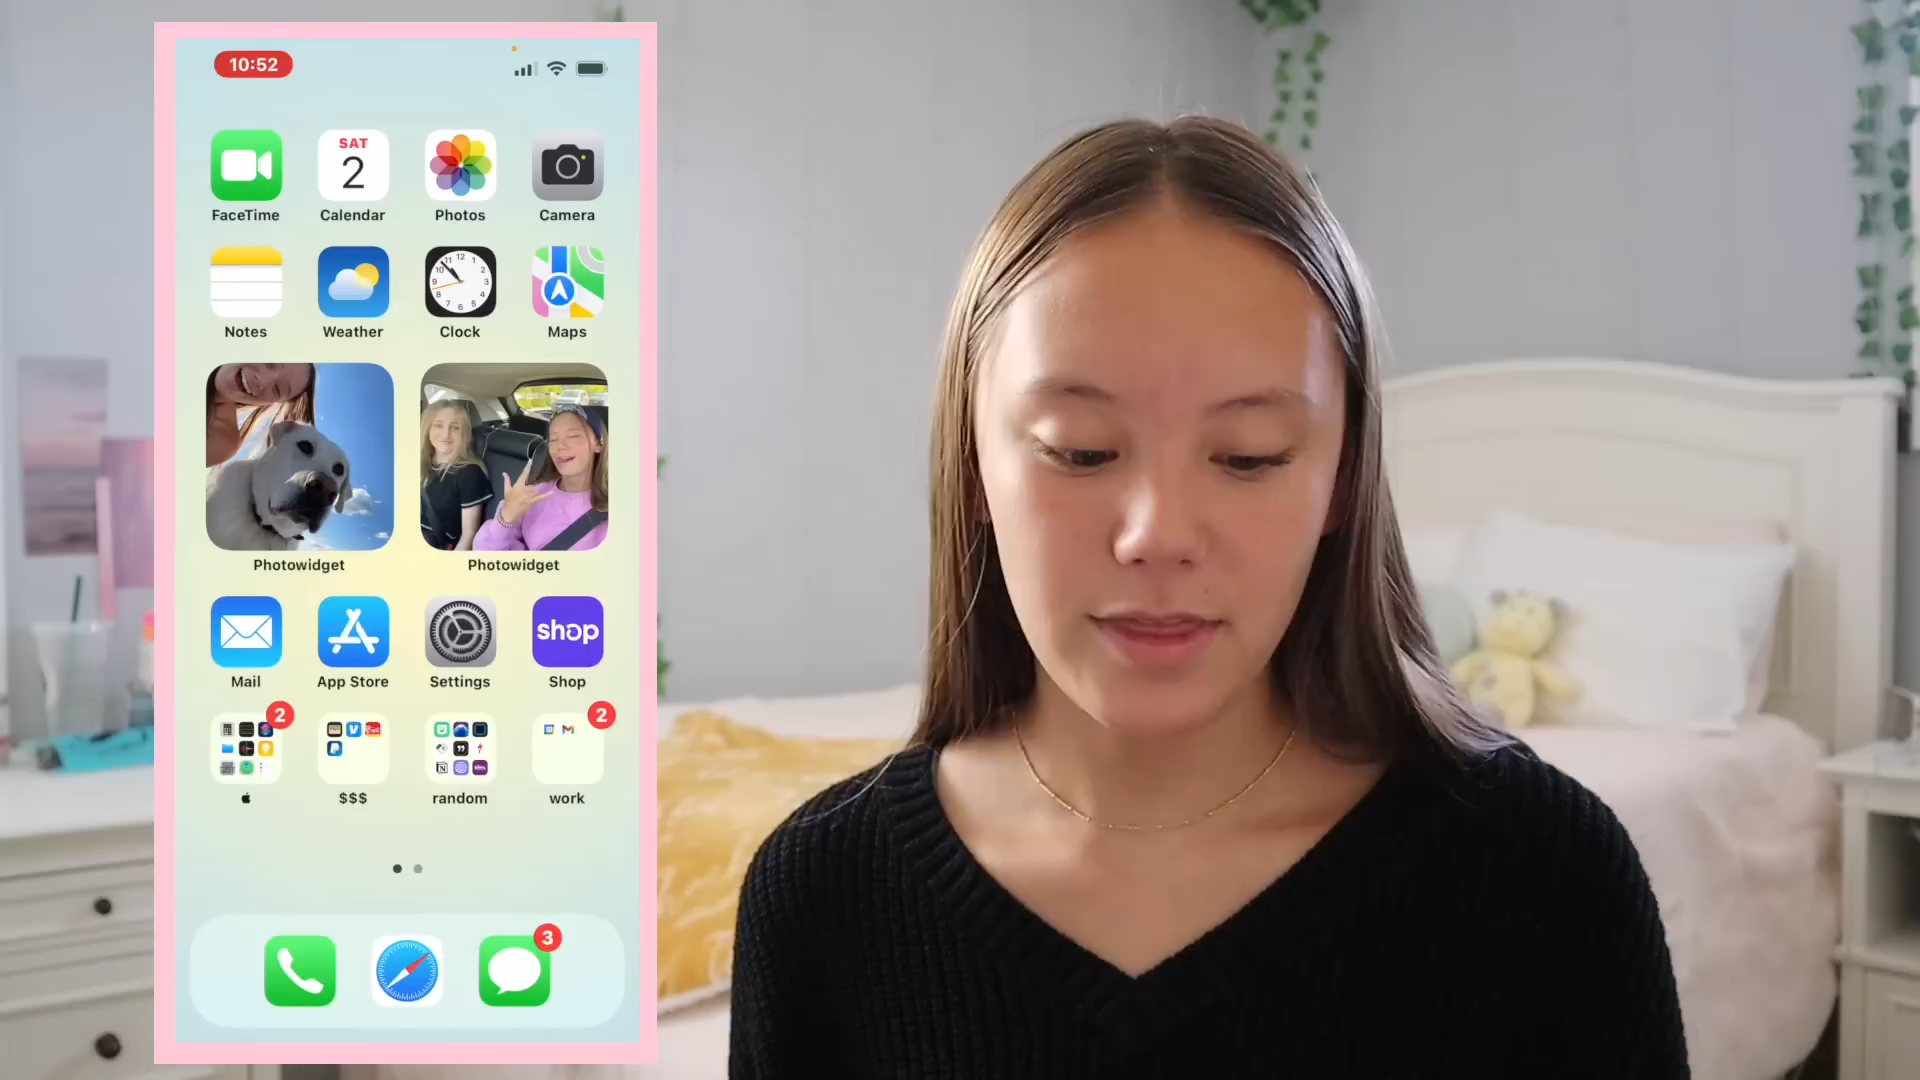 10:52
SAT
2
FaceTime
Calendar
Photos
Camera
Notes
Weather
Clock
Maps
Photowidget
Photowidget
shop
Mail
App Store
Settings
Shop
2
2
$$$
random
work
3